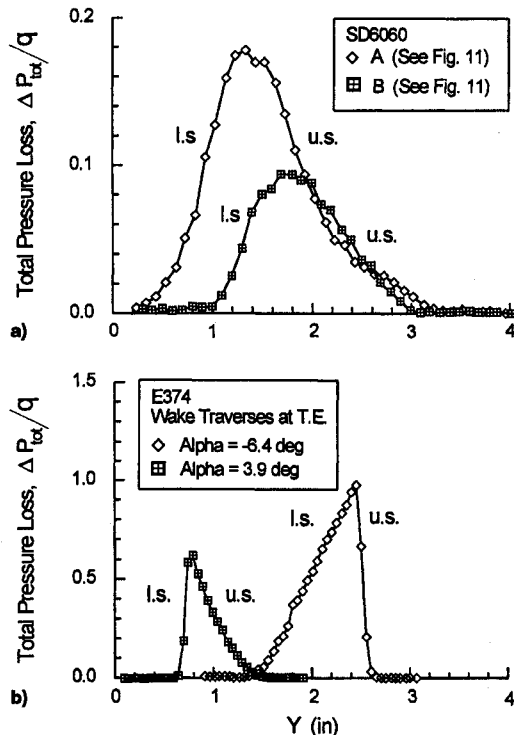 SD6060
A (See Fig. 11)
B (See Fig. 11)
Total Pressure Loss, Δ P_tot/q
0.2
0.1
0.0
l.s
u.s.
l.s
u.s.
0
1
2
3
4
a)
E374
Wake Traverses at T.E.
Alpha = -6.4 deg
Alpha = 3.9 deg
Total Pressure Loss, Δ P_tot/q
1.5
1.0
0.5
0.0
l.s.
u.s.
l.s.
u.s.
0
1
2
3
4
b)
Y (in)